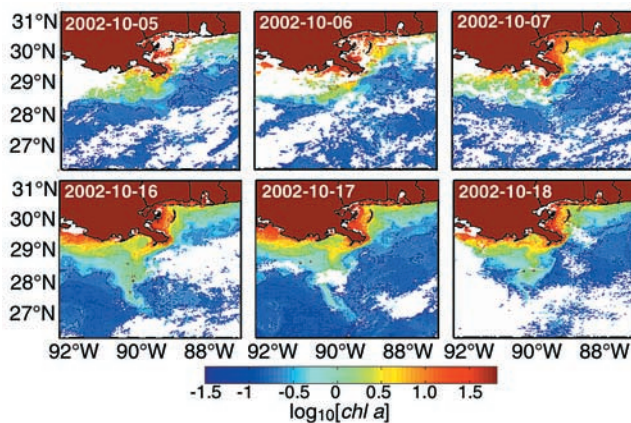 31°N
30°N
29°N
28°N
27°N
2002-10-05
2002-10-06
2002-10-07
31°N
30°N
29°N
28°N
27°N
2002-10-16
2002-10-17
2002-10-18
92°W 90°W 88°W
92°W 90°W 88°W
92°W 90°W 88°W
-1.5 -1 -0.5 0 0.5 1.0 1.5
log10[chl a]